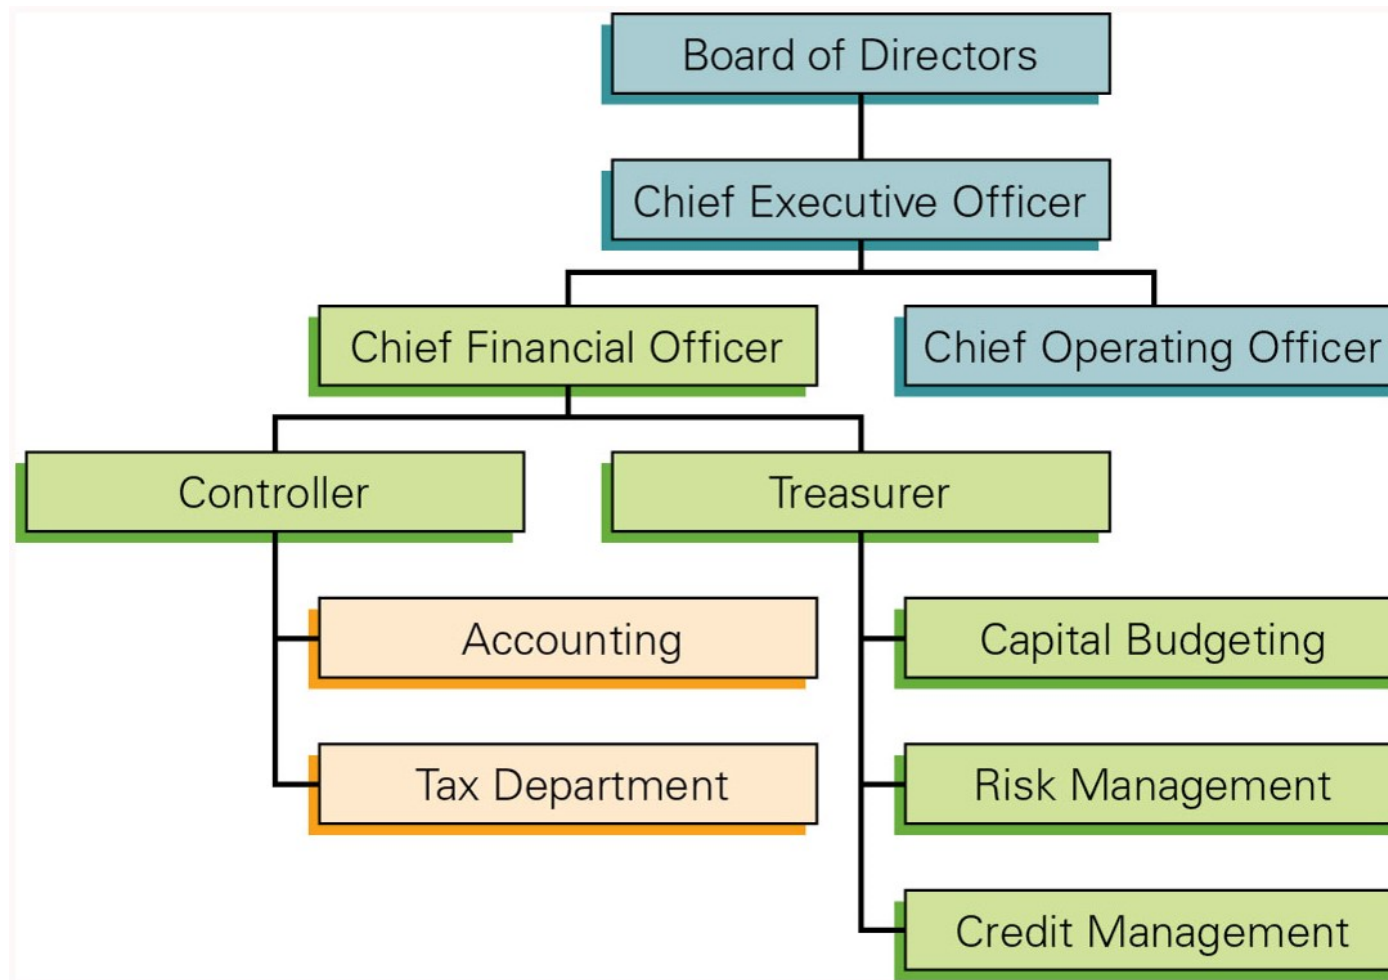 Board of Directors
Chief Executive Officer
Chief Financial Officer
Chief Operating Officer
Controller
Treasurer
Accounting
Capital Budgeting
Tax Department
Risk Management
Credit Management